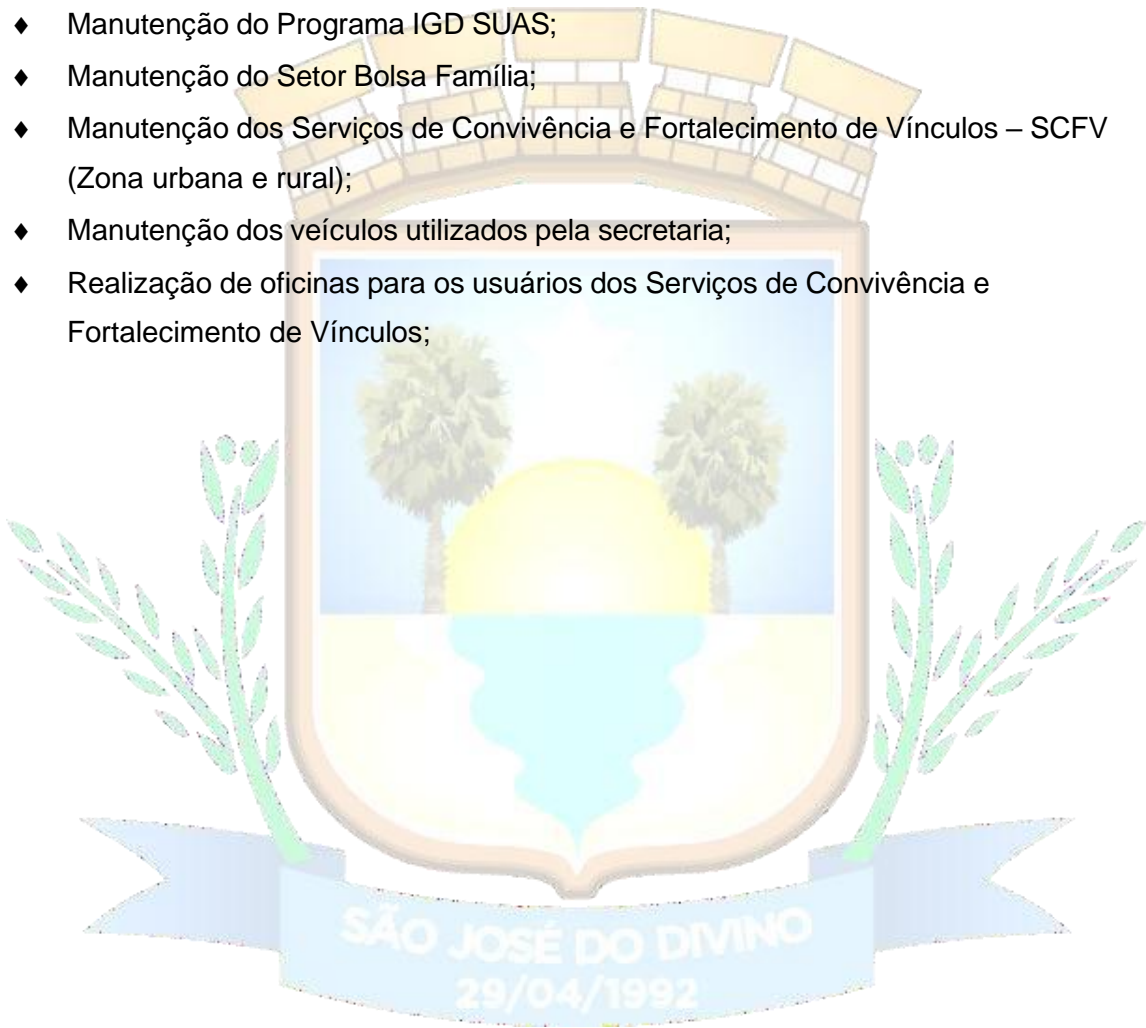 ♦ Manutenção do Programa IGD SUAS;
♦ Manutenção do Setor Bolsa Família;
♦ Manutenção dos Serviços de Convivência e Fortalecimento de Vínculos – SCFV
(Zona urbana e rural);
♦ Manutenção dos veículos utilizados pela secretaria;
♦ Realização de oficinas para os usuários dos Serviços de Convivência e
Fortalecimento de Vínculos;
SÃO JOSÉ DO DIVINO
29/04/1992